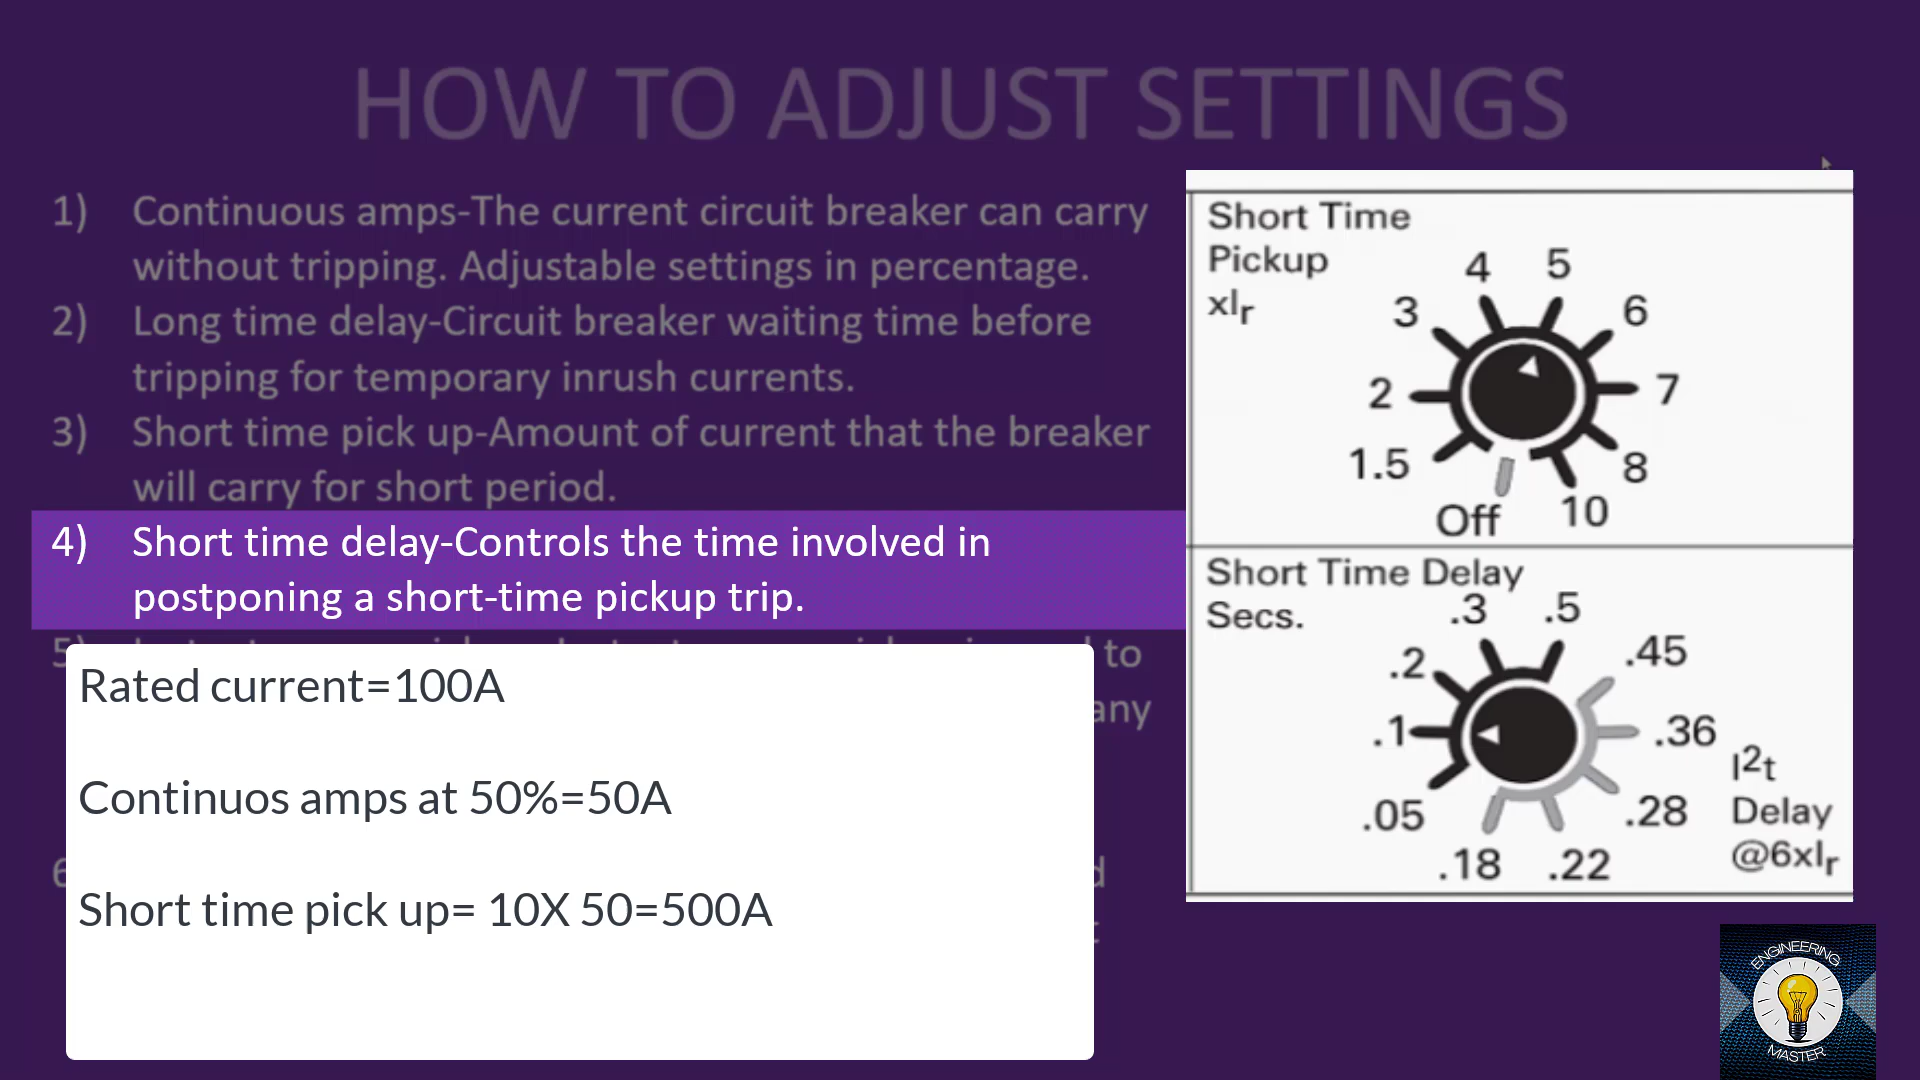 HOW TO ADJUST SETTINGS
1) Continuous amps-The current circuit breaker can carry
without tripping. Adjustable settings in percentage.
2) Long time delay-Circuit breaker waiting time before
tripping for temporary inrush currents.
3) Short time pick up-Amount of current that the breaker
will carry for short period.
4) Short time delay-Controls the time involved in
postponing a short-time pickup trip.
5) to
any
Rated current=100A
Continuos amps at 50%=50A
Short time pick up= 10X 50=500A
Short Time
Pickup
xIr
Off
1.5
2
3
4
5
6
7
8
10
Short Time Delay
Secs.
.05
.1
.2
.3
.5
.45
.36
.28
.22
.18
I²t
Delay
@6xIr
ENGINEERING
MASTER